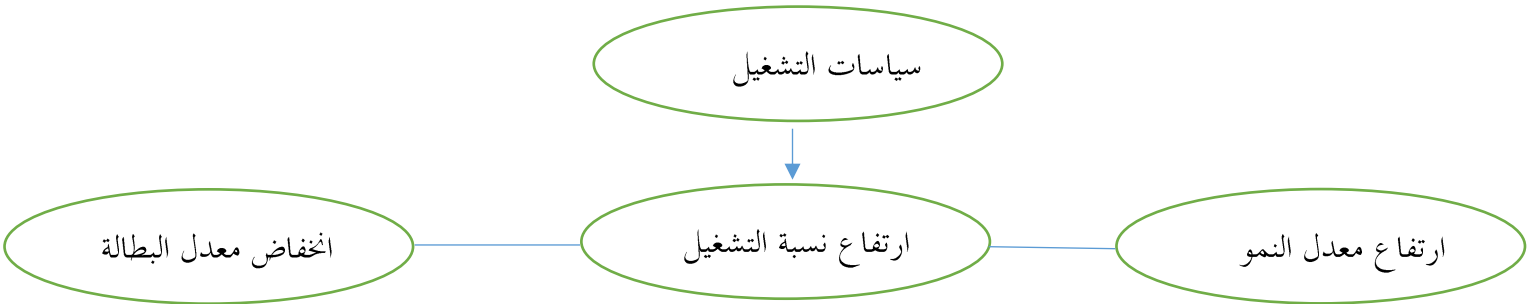 سياسات التشغيل
ارتفاع معدل النمو
ارتفاع نسبة التشغيل
انخفاض معدل البطالة